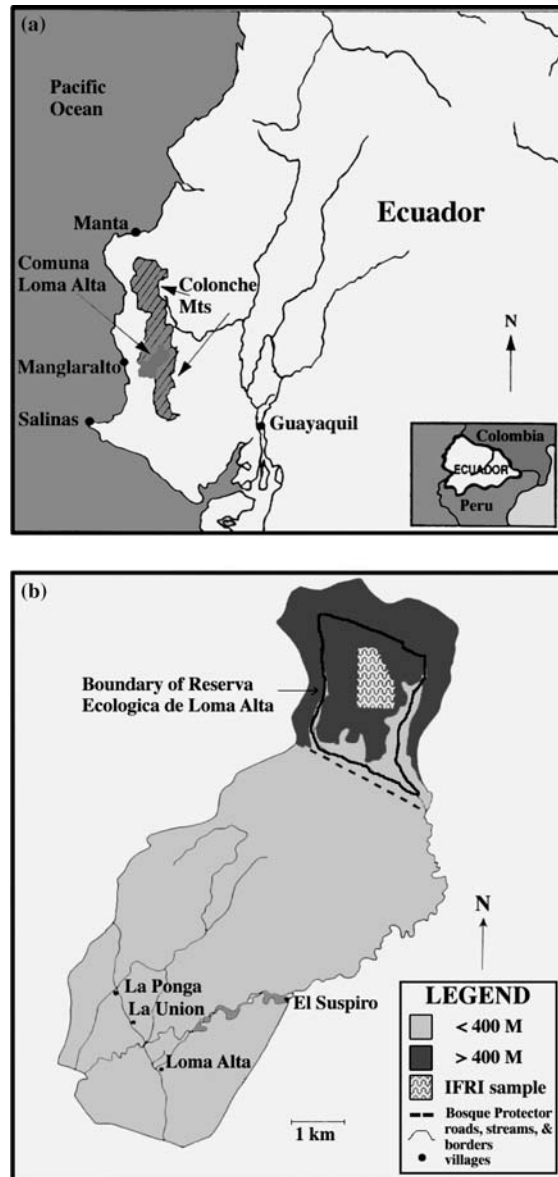 (a)
Pacific
Ocean
Ecuador
Manta
Comuna
Loma Alta
Colonche
Mts
N
Manglaralto
Salinas
Guayaquil
Colombia
ECUADOR
Peru
(b)
Boundary of Reserva
Ecologica de Loma Alta
N
La Ponga
La Union
El Suspiro
Loma Alta
1 km
LEGEND
< 400 M
> 400 M
IFRI sample
Bosque Protector
roads, streams, &
borders
villages